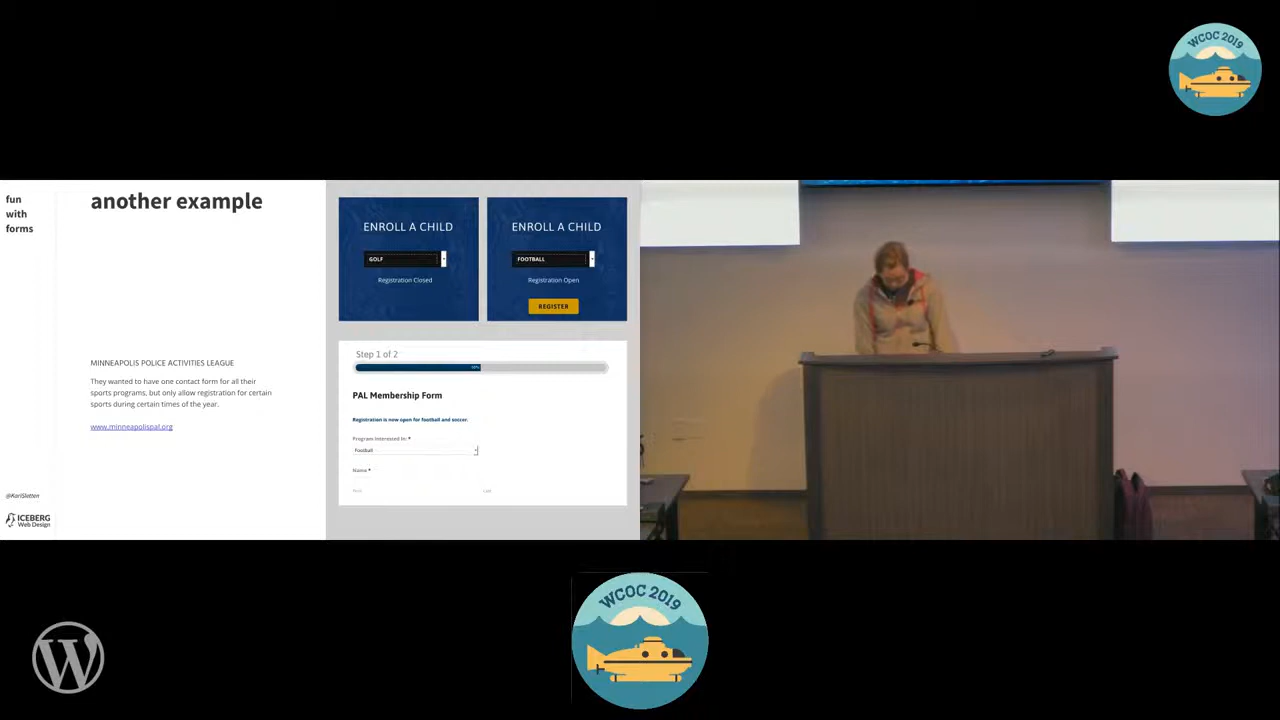 WCOC 2019
fun
with
forms
another example
MINNEAPOLIS POLICE ACTIVITIES LEAGUE
They wanted to have one contact form for all their
sports programs, but only allow registration for certain
sports during certain times of the year.
www.minneapolispal.org
@KariSletten
ICEBERG
Web Design
ENROLL A CHILD
GOLF
Registration Closed
ENROLL A CHILD
FOOTBALL
Registration Open
REGISTER
Step 1 of 2
50%
PAL Membership Form
Registration is now open for football and soccer.
Program Interested In: *
Football
Name *
First
Last
W
WCOC 2019